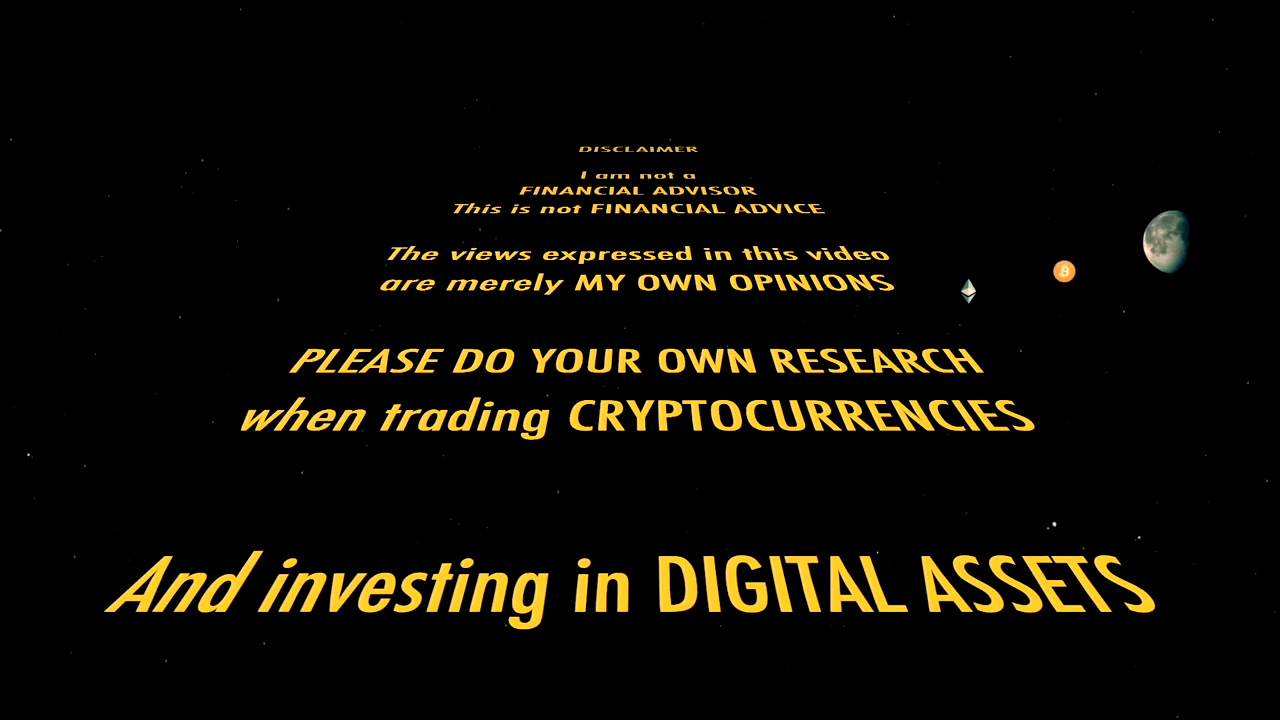 DISCLAIMER
I am not a
FINANCIAL ADVISOR
This is not FINANCIAL ADVICE
The views expressed in this video
are merely MY OWN OPINIONS
PLEASE DO YOUR OWN RESEARCH
when trading CRYPTOCURRENCIES
And investing in DIGITAL ASSETS